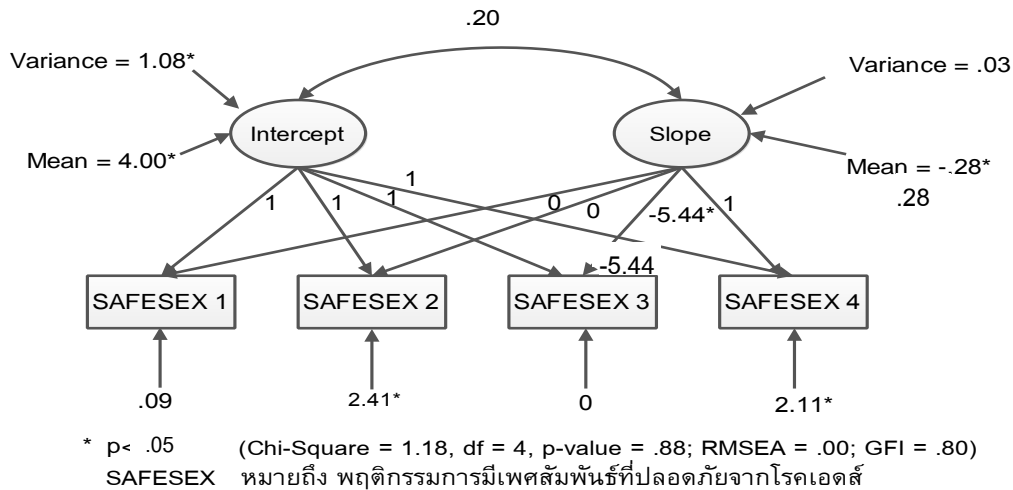 .20
Variance = 1.08*
Variance = .03
Intercept
Slope
Mean = 4.00*
Mean = -.28*
.28
1
1
1
1
0
0
-5.44*
1
-5.44
SAFESEX 1
SAFESEX 2
SAFESEX 3
SAFESEX 4
.09
2.41*
0
2.11*
* p< .05 (Chi-Square = 1.18, df = 4, p-value = .88; RMSEA = .00; GFI = .80)
SAFESEX หมายถึง พฤติกรรมการมีเพศสัมพันธ์ที่ปลอดภัยจากโรคเอดส์